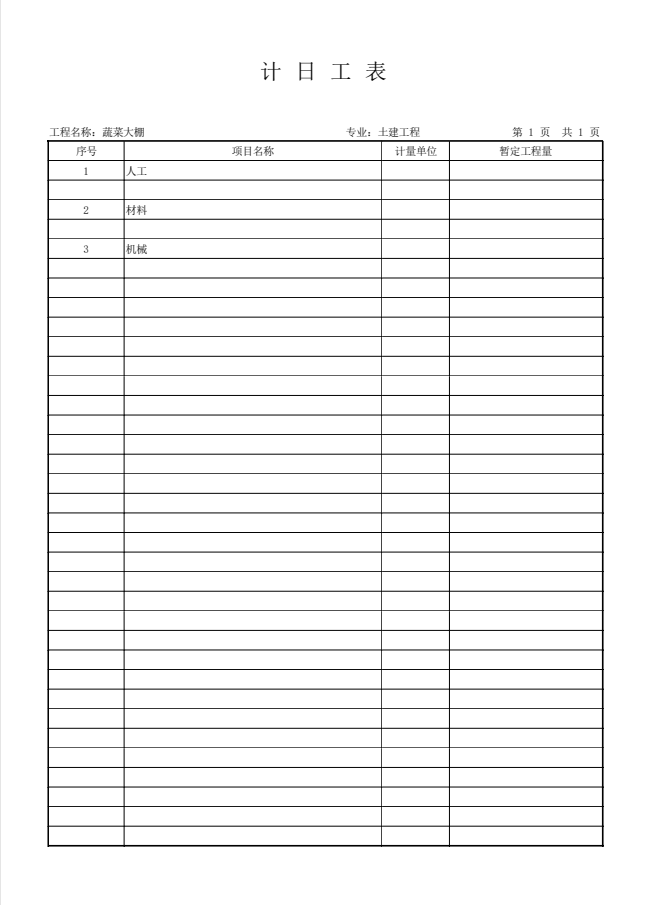 计 日 工 表
工程名称：蔬菜大棚 专业：土建工程 第 1 页 共 1 页
序号 项目名称 计量单位 暂定工程量
1 人工
2 材料
3 机械